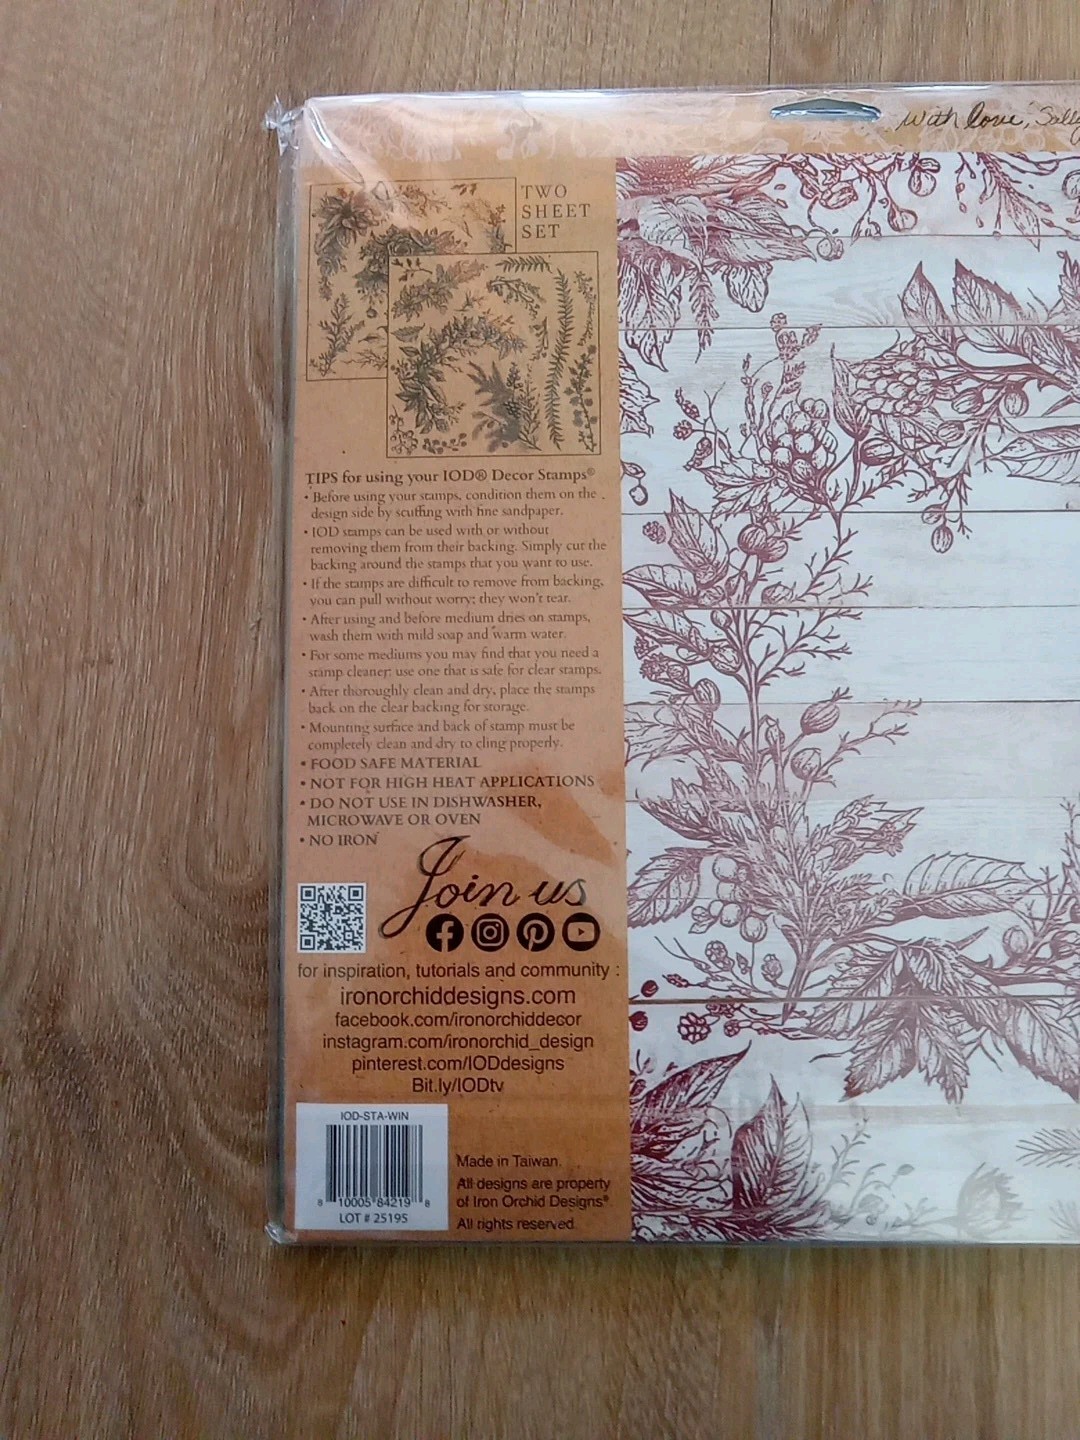 With love, Sally
TWO
SHEET
SET
TIPS for using your IOD® Decor Stamps®
• Before using your stamps, condition them on the
design side by scuffing with fine sandpaper.
• IOD stamps can be used with or without
removing them from their backing. Simply cut the
backing around the stamps that you want to use.
• If the stamps are difficult to remove from backing,
you can pull without worry; they won't tear.
• After using and before medium dries on stamps,
wash them with mild soap and warm water.
• For some mediums you may find that you need a
stamp cleaner: use one that is safe for clear stamps.
• After thoroughly clean and dry, place the stamps
back on the clear backing for storage.
• Mounting surface and back of stamp must be
completely clean and dry to cling properly.
• FOOD SAFE MATERIAL
• NOT FOR HIGH HEAT APPLICATIONS
• DO NOT USE IN DISHWASHER,
MICROWAVE OR OVEN
• NO IRON
Join us
for inspiration, tutorials and community :
ironorchiddesigns.com
facebook.com/ironorchiddecor
instagram.com/ironorchid_design
pinterest.com/IODdesigns
Bit.ly/IODtv
IOD-STA-WIN
8 10005 84219 8
LOT # 25195
Made in Taiwan.
All designs are property
of Iron Orchid Designs®
All rights reserved